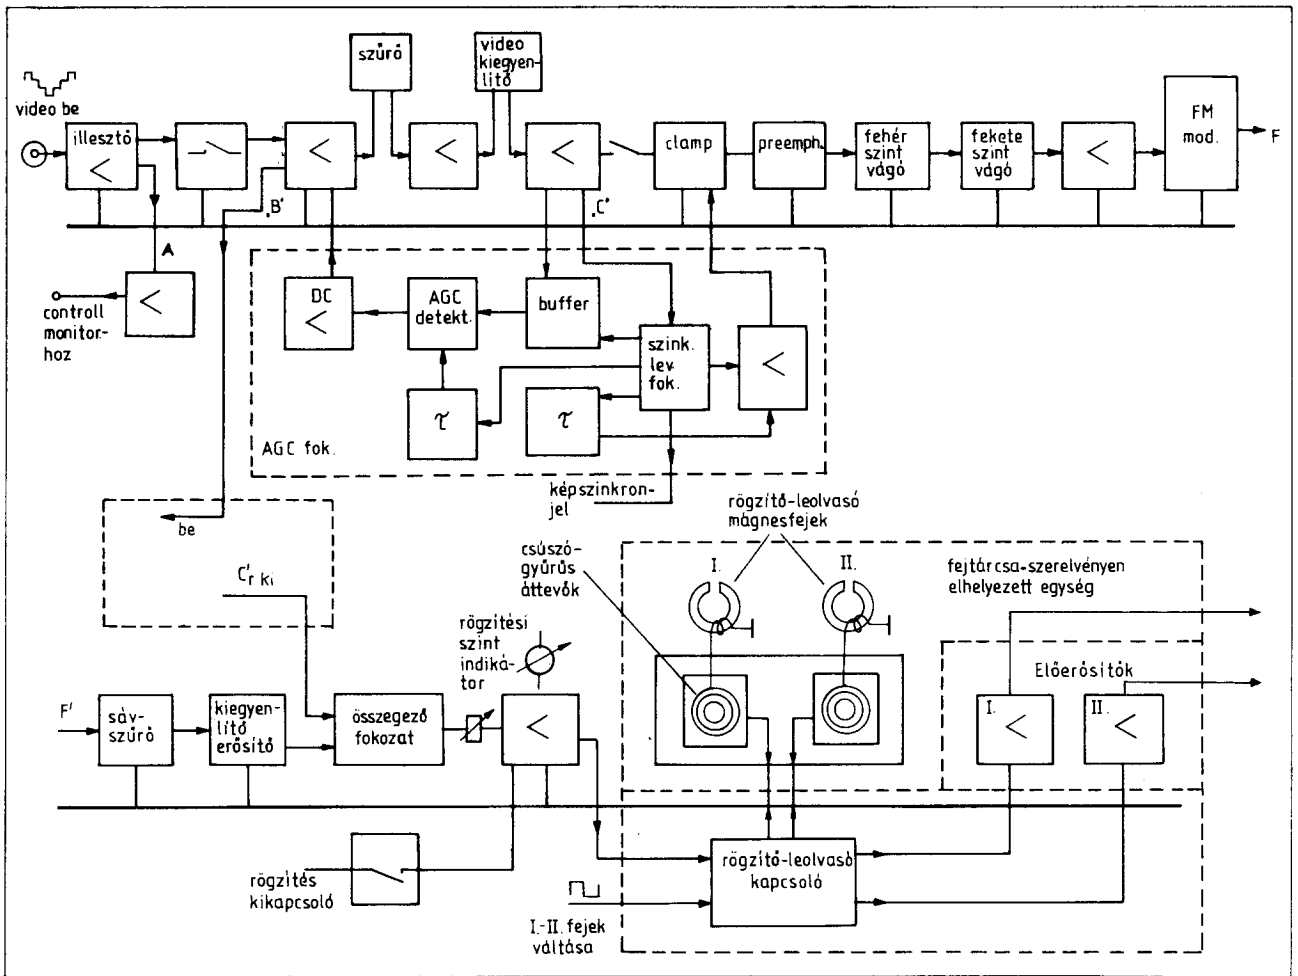 szűrő
video
kiegyen-
lítő
video be
illesztő
<
<
<
<
clamp
preemph.
fehér
szint
vágó
fekete
szint
vágó
<
FM
mod.
F
„B"
„C"
A
<
controll
monitor-
hoz
DC
<
AGC
detekt.
buffer
szink.
lev.
fok.
<
τ
τ
AGC fok.
képszinkron-
jel
be
C'r ki
rögzítő-leolvasó
mágnesfejek
csúszó-
gyűrűs
áttevők
I.
II.
fejtárcsa-szerelvényen
elhelyezett egység
rögzítési
szint
indiká-
tor
Előerősítők
F'
sáv-
szűrő
kiegyen-
lítő
erősítő
összegező
fokozat
<
I.
<
II.
<
rögzítés
kikapcsoló
rögzítő-leolvasó
kapcsoló
I.-II. fejek
váltása